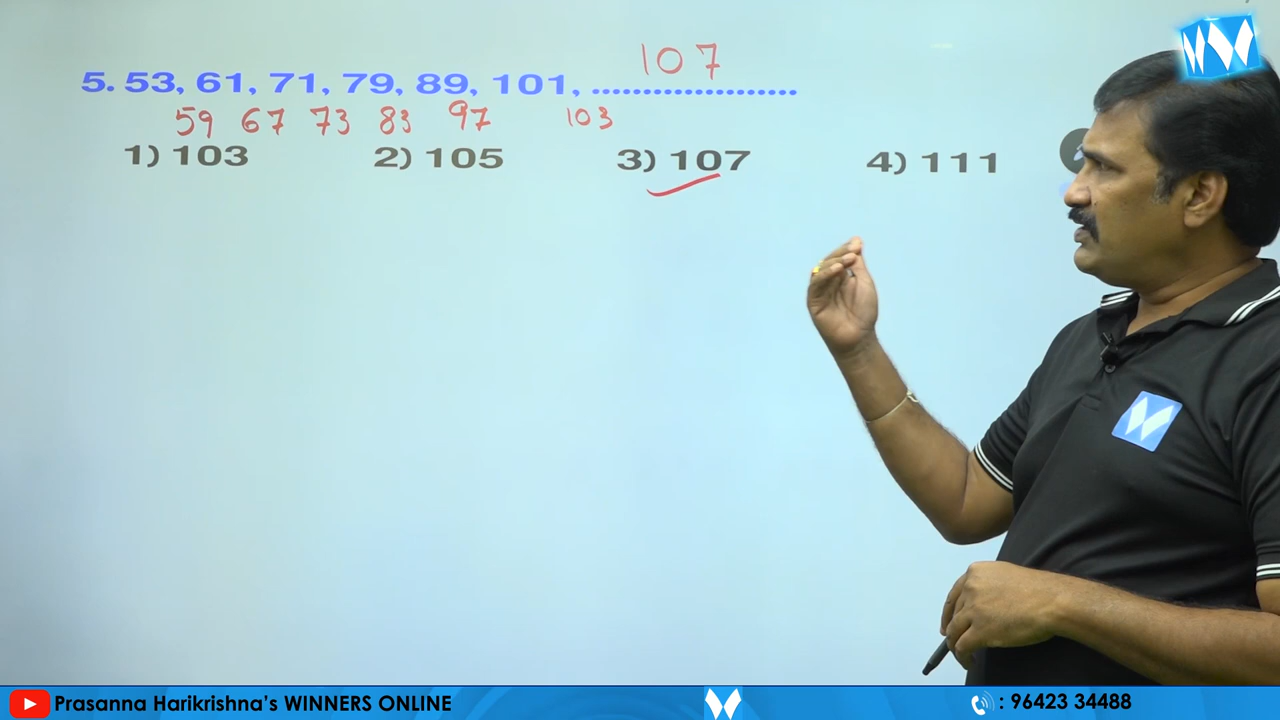 107
5. 53, 61, 71, 79, 89, 101, ....................
59 67 73 83 97 103
1) 103 2) 105 3) 107 4) 111
Prasanna Harikrishna's WINNERS ONLINE : 96423 34488